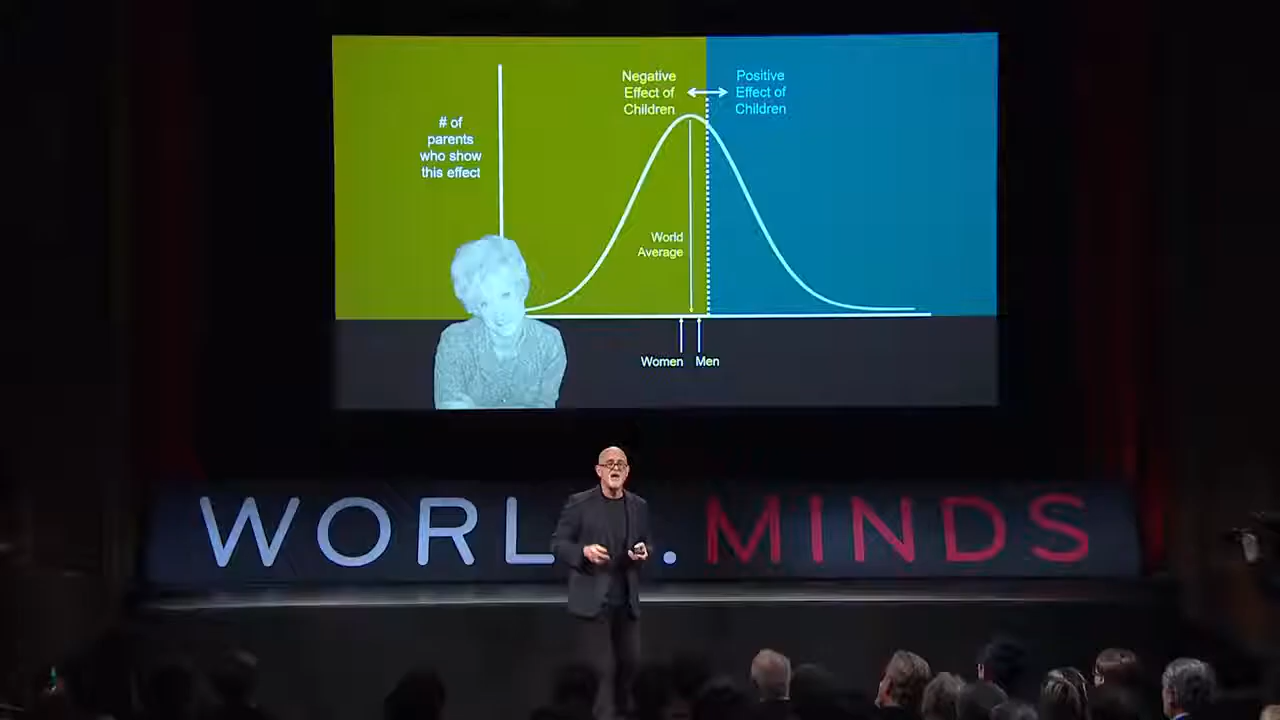 Negative
Effect of
Children
Positive
Effect of
Children
# of
parents
who show
this effect
World
Average
Women
Men
WORL . MINDS